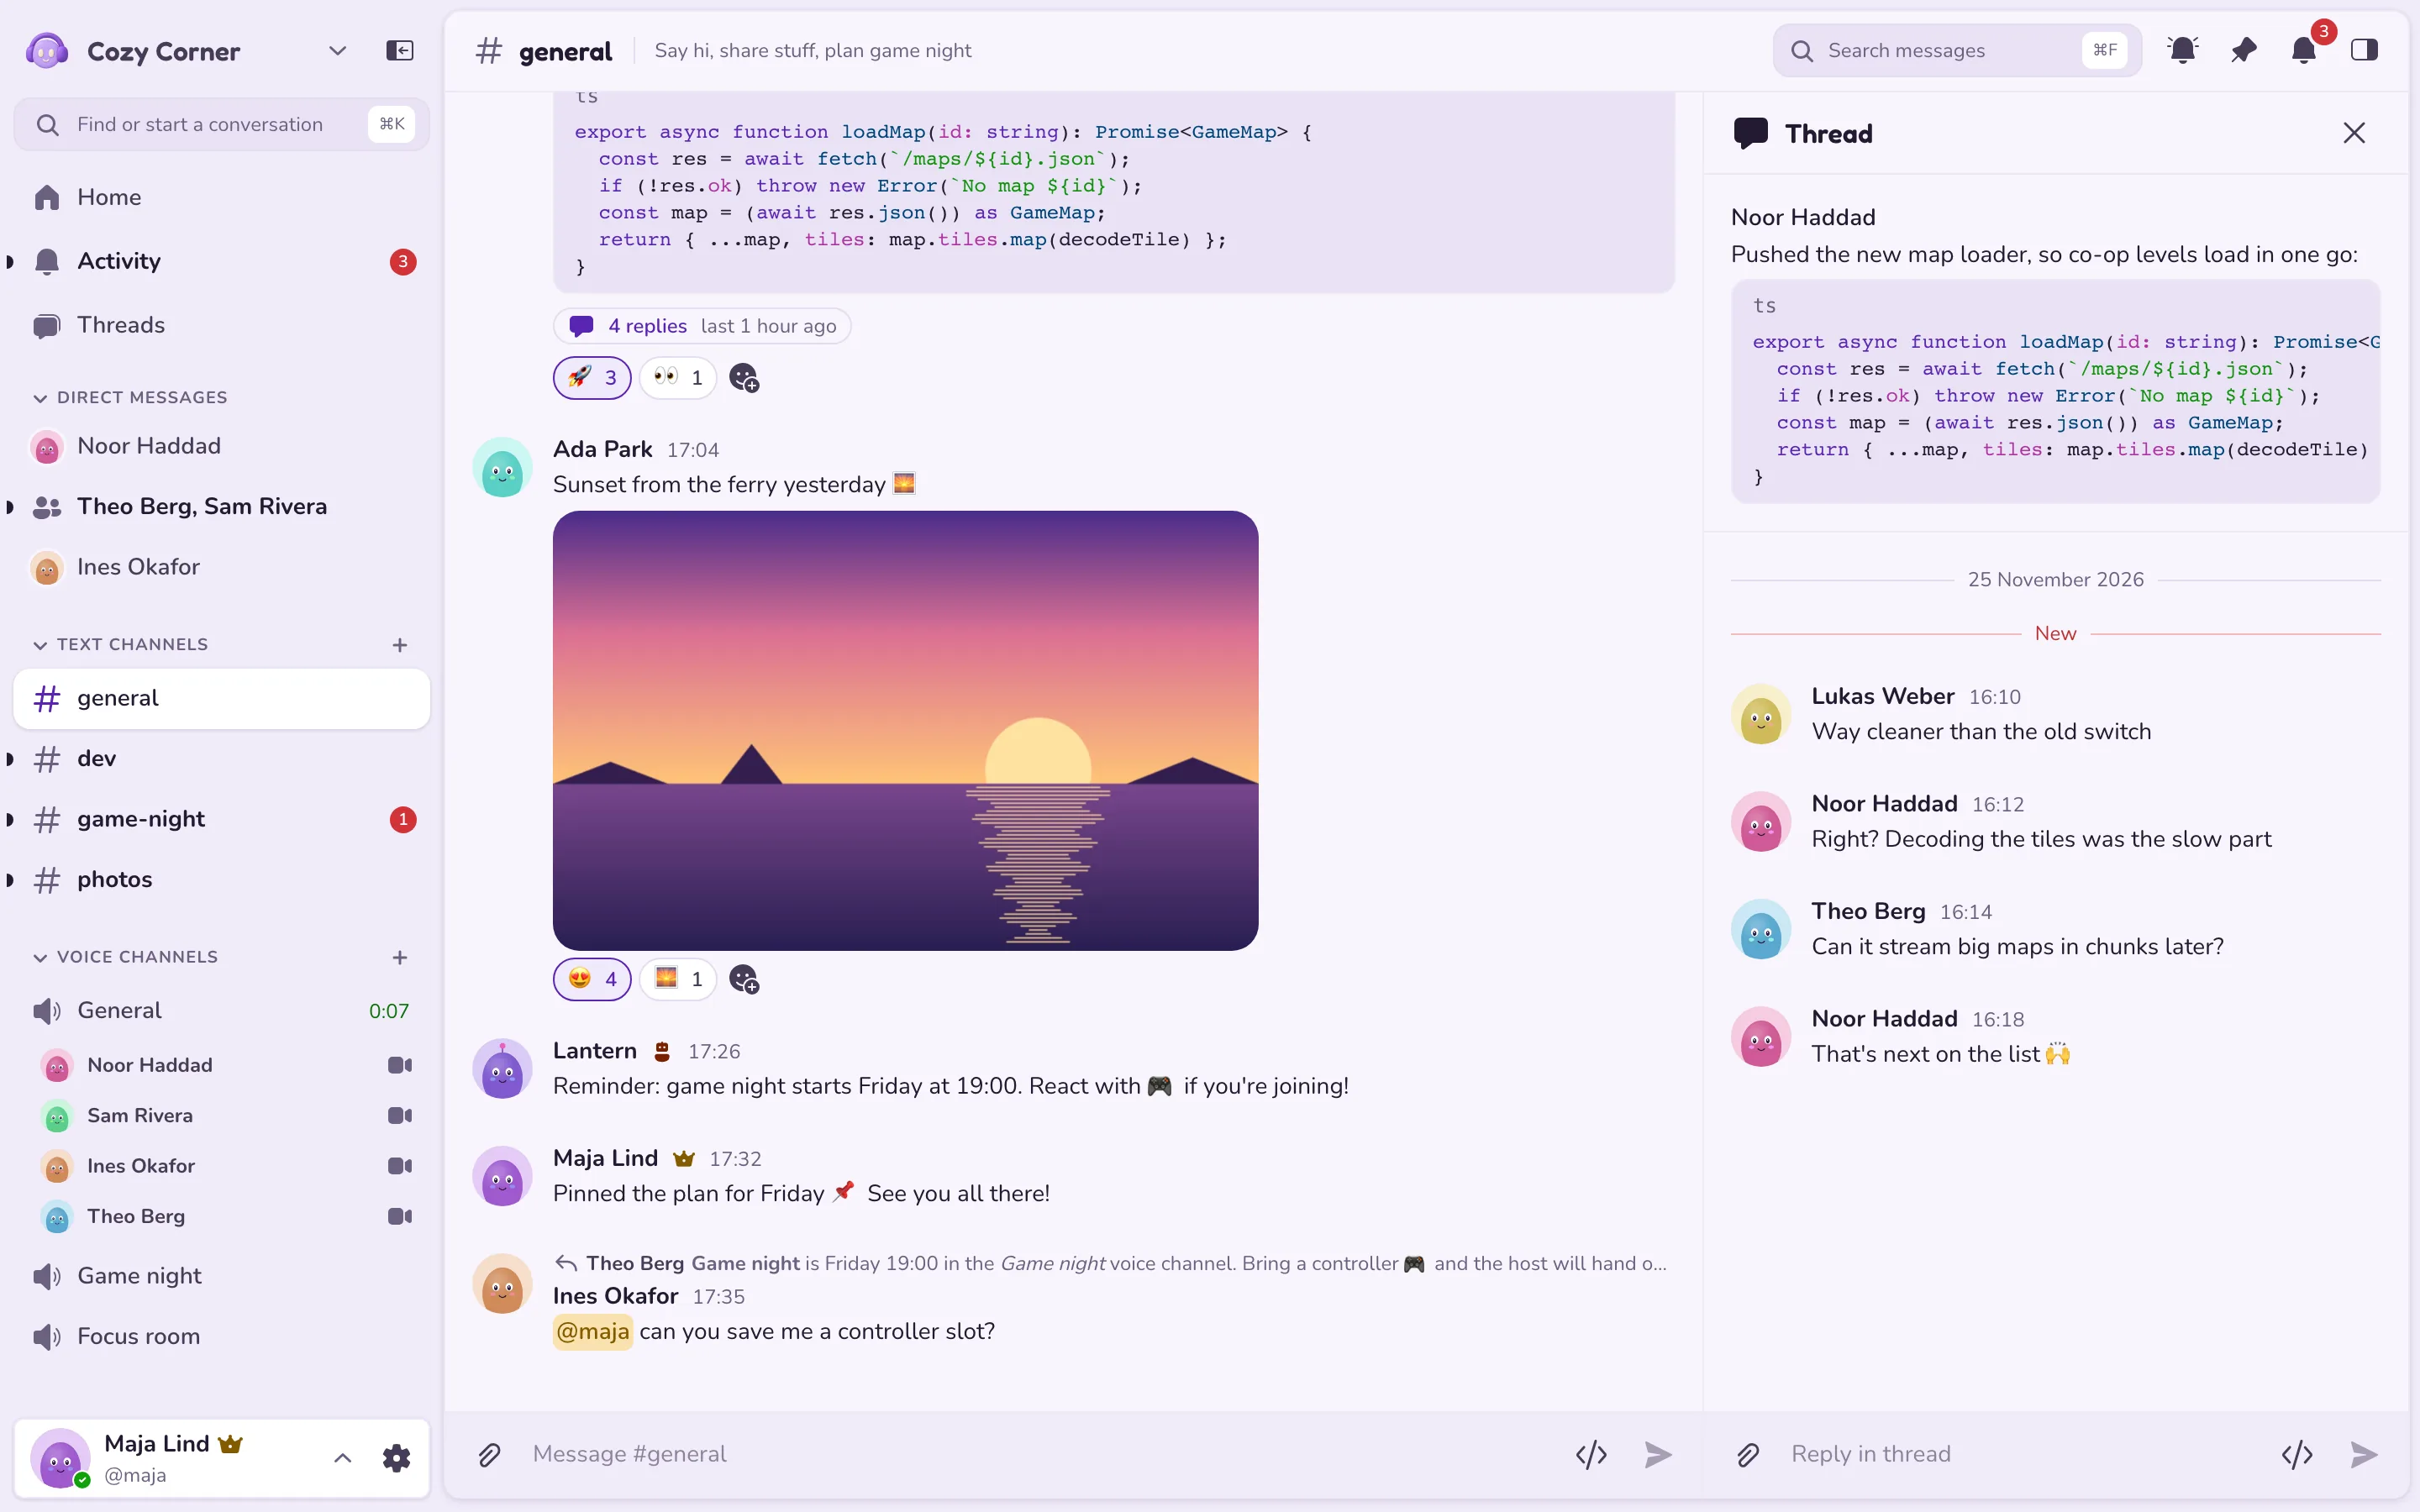 Cozy Corner
Find or start a conversation ⌘K
Home
Activity 3
Threads
DIRECT MESSAGES
Noor Haddad
Theo Berg, Sam Rivera
Ines Okafor
TEXT CHANNELS
general
dev
game-night 1
photos
VOICE CHANNELS
General 0:07
Noor Haddad
Sam Rivera
Ines Okafor
Theo Berg
Game night
Focus room
Maja Lind
@maja
# general Say hi, share stuff, plan game night
Search messages ⌘F
3
ts
export async function loadMap(id: string): Promise<GameMap> {
  const res = await fetch(`/maps/${id}.json`);
  if (!res.ok) throw new Error(`No map ${id}`);
  const map = (await res.json()) as GameMap;
  return { ...map, tiles: map.tiles.map(decodeTile) };
}
4 replies last 1 hour ago
🚀 3 👀 1
Ada Park 17:04
Sunset from the ferry yesterday 🌅
😍 4 🌅 1
Lantern 17:26
Reminder: game night starts Friday at 19:00. React with 🎮 if you're joining!
Maja Lind 17:32
Pinned the plan for Friday 📌 See you all there!
Theo Berg Game night is Friday 19:00 in the Game night voice channel. Bring a controller 🎮 and the host will hand o...
Ines Okafor 17:35
@maja can you save me a controller slot?
Message #general
Thread
Noor Haddad
Pushed the new map loader, so co-op levels load in one go:
ts
export async function loadMap(id: string): Promise<G
  const res = await fetch(`/maps/${id}.json`);
  if (!res.ok) throw new Error(`No map ${id}`);
  const map = (await res.json()) as GameMap;
  return { ...map, tiles: map.tiles.map(decodeTile)
}
25 November 2026
New
Lukas Weber 16:10
Way cleaner than the old switch
Noor Haddad 16:12
Right? Decoding the tiles was the slow part
Theo Berg 16:14
Can it stream big maps in chunks later?
Noor Haddad 16:18
That's next on the list 🙌
Reply in thread